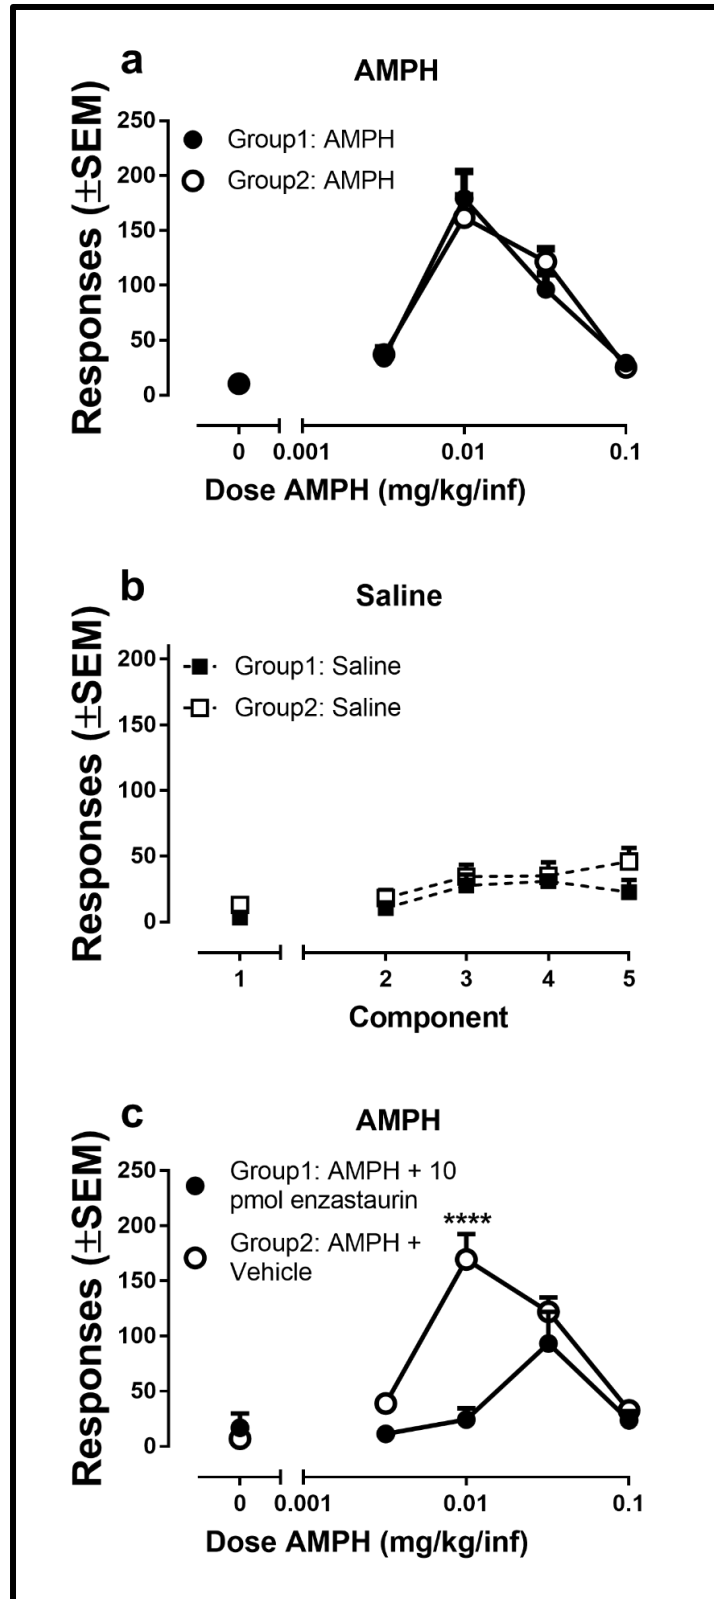 a
AMPH
Responses (±SEM)
250
200
150
100
50
0
Group1: AMPH
Group2: AMPH
0
0.001
0.01
0.1
Dose AMPH (mg/kg/inf)
b
Saline
Responses (±SEM)
200
150
100
50
0
Group1: Saline
Group2: Saline
1
2
3
4
5
Component
c
AMPH
Responses (±SEM)
250
200
150
100
50
0
Group1: AMPH + 10
pmol enzastaurin
Group2: AMPH +
Vehicle
****
0
0.001
0.01
0.1
Dose AMPH (mg/kg/inf)